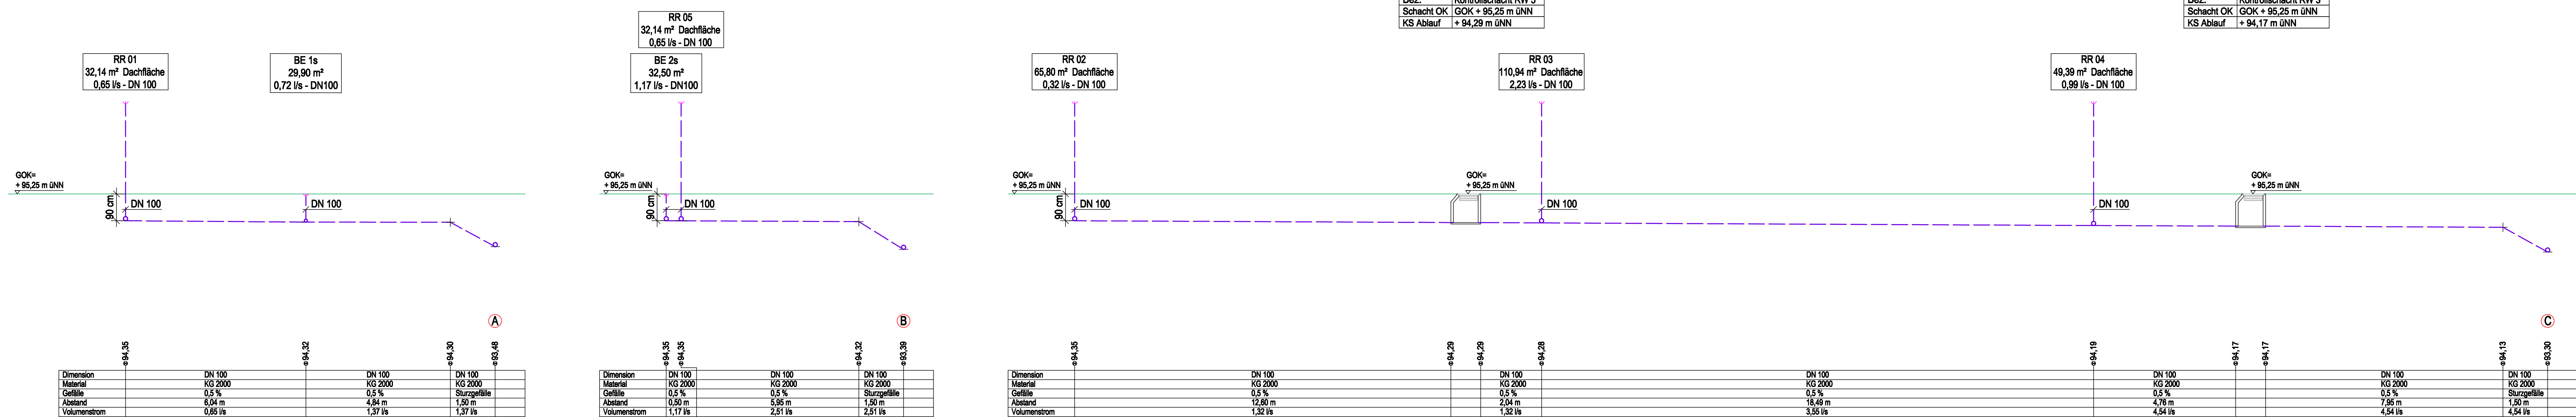 RR 05
32,14 m² Dachfläche
0,65 l/s - DN 100
Bez. Kontrollschacht RW 5
Schacht OK GOK + 95,25 m üNN
KS Ablauf + 94,29 m üNN
Schacht OK GOK + 95,25 m üNN
KS Ablauf + 94,17 m üNN
RR 01
32,14 m² Dachfläche
0,65 l/s - DN 100
BE 1s
29,90 m²
0,72 l/s - DN100
BE 2s
32,50 m²
1,17 l/s - DN100
RR 02
65,80 m² Dachfläche
0,32 l/s - DN 100
RR 03
110,94 m² Dachfläche
2,23 l/s - DN 100
RR 04
49,39 m² Dachfläche
0,99 l/s - DN 100
GOK=
+ 95,25 m üNN
90 cm
DN 100
DN 100
GOK=
+ 95,25 m üNN
90 cm
DN 100
GOK=
+ 95,25 m üNN
90 cm
DN 100
GOK=
+ 95,25 m üNN
DN 100
DN 100
GOK=
+ 95,25 m üNN
A
B
C
94,35
94,32
94,30
93,48
94,35
94,35
94,32
93,39
94,35
94,29
94,29
94,28
94,19
94,17
94,17
94,13
93,30
Dimension DN 100 DN 100 DN 100
Material KG 2000 KG 2000 KG 2000
Gefälle 0,5 % 0,5 % Sturzgefälle
Abstand 6,04 m 4,84 m 1,50 m
Volumenstrom 0,65 l/s 1,37 l/s 1,37 l/s
Dimension DN 100 DN 100 DN 100
Material KG 2000 KG 2000 KG 2000
Gefälle 0,5 % 0,5 % Sturzgefälle
Abstand 0,50 m 5,95 m 1,50 m
Volumenstrom 1,17 l/s 2,51 l/s 2,51 l/s
Dimension DN 100 DN 100 DN 100 DN 100 DN 100 DN 100
Material KG 2000 KG 2000 KG 2000 KG 2000 KG 2000 KG 2000
Gefälle 0,5 % 0,5 % 0,5 % 0,5 % 0,5 % Sturzgefälle
Abstand 12,60 m 2,04 m 18,49 m 4,76 m 7,95 m 1,50 m
Volumenstrom 1,32 l/s 1,32 l/s 3,55 l/s 4,54 l/s 4,54 l/s 4,54 l/s